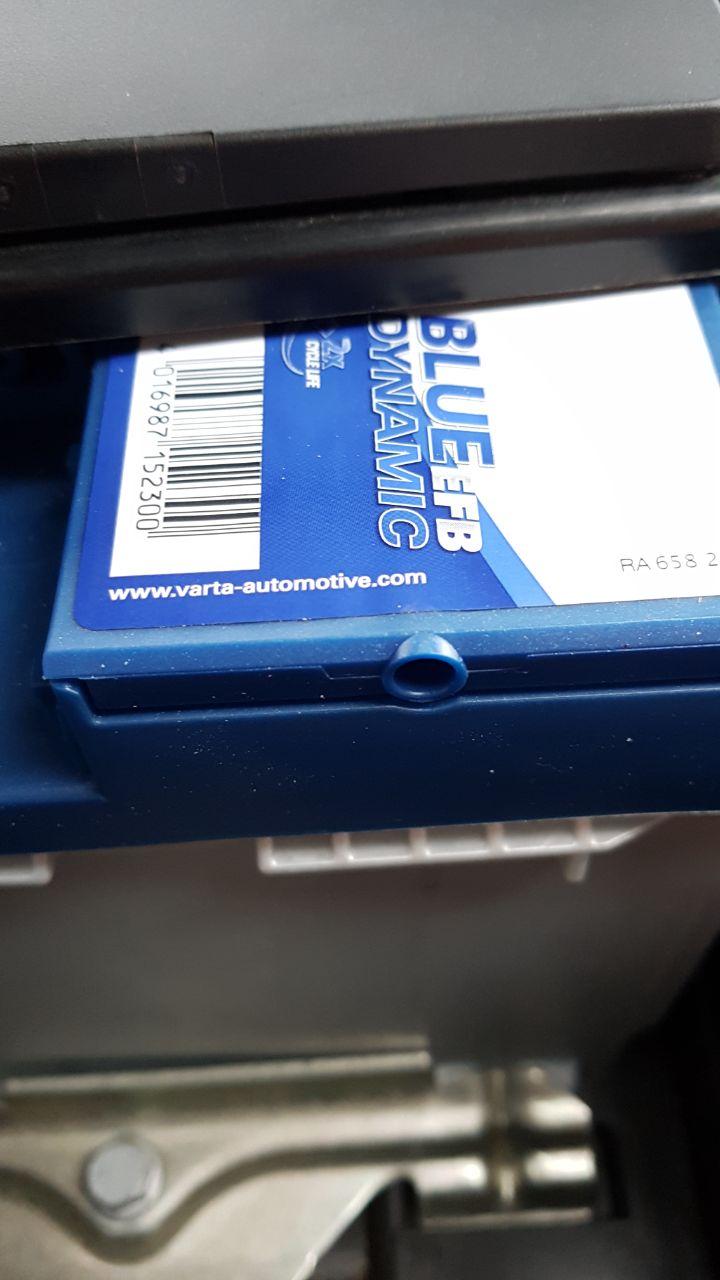 BLUE EFB
DYNAMIC
2X
CYCLE LIFE
016987 152300
www.varta-automotive.com
RA 658 2